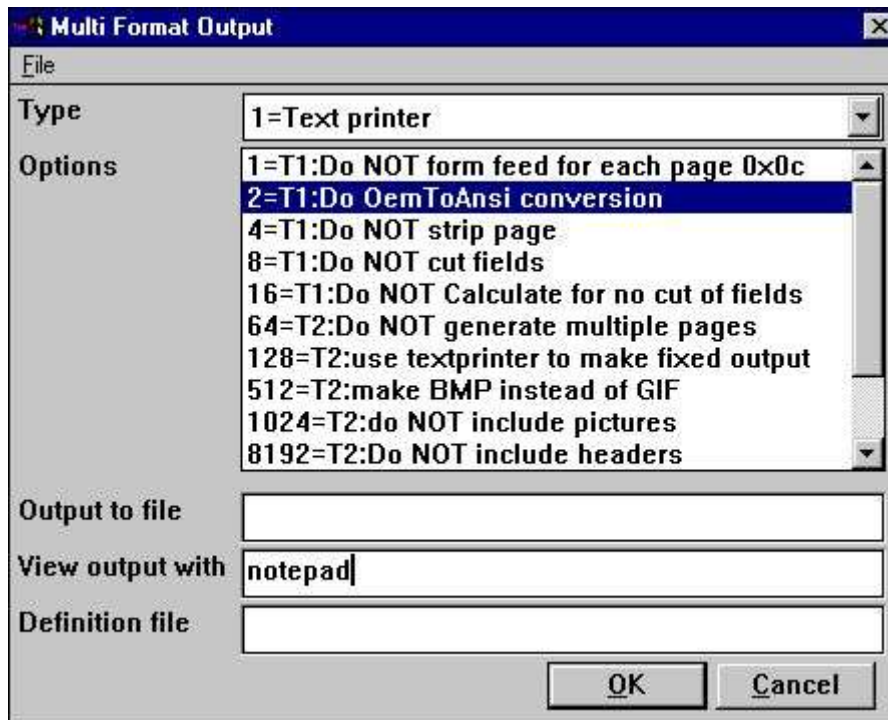 Multi Format Output
File
Type
1=Text printer
Options
1=T1:Do NOT form feed for each page 0x0c
2=T1:Do OemToAnsi conversion
4=T1:Do NOT strip page
8=T1:Do NOT cut fields
16=T1:Do NOT Calculate for no cut of fields
64=T2:Do NOT generate multiple pages
128=T2:use textprinter to make fixed output
512=T2:make BMP instead of GIF
1024=T2:do NOT include pictures
8192=T2:Do NOT include headers
Output to file
View output with
notepad
Definition file
OK
Cancel